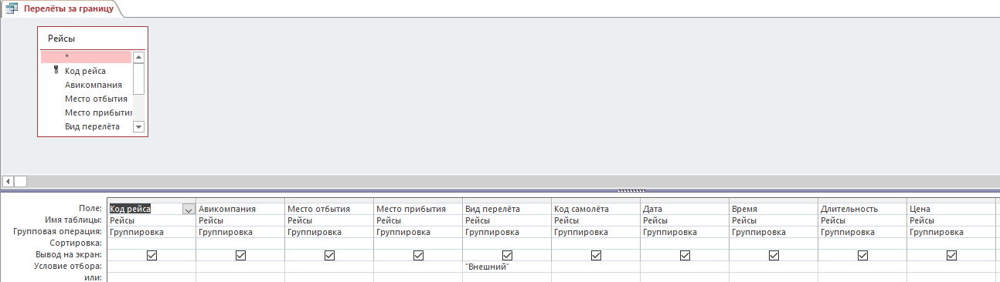 Перелёты за границу
Рейсы
*
Код рейса
Авикомпания
Место отбытия
Место прибытия
Вид перелёта
Поле: Код рейса Авикомпания Место отбытия Место прибытия Вид перелёта Код самолёта Дата Время Длительность Цена
Имя таблицы: Рейсы Рейсы Рейсы Рейсы Рейсы Рейсы Рейсы Рейсы Рейсы Рейсы
Групповая операция: Группировка Группировка Группировка Группировка Группировка Группировка Группировка Группировка Группировка Группировка
Сортировка:
Вывод на экран:
Условие отбора: "Внешний"
или: